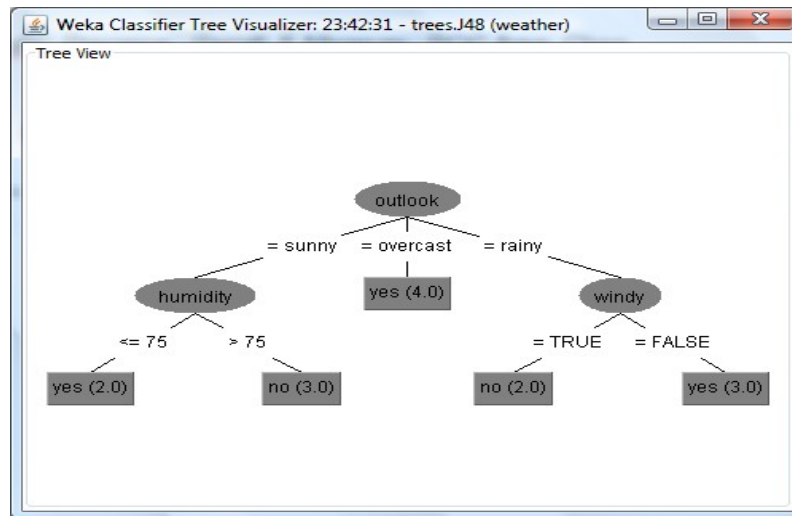 Weka Classifier Tree Visualizer: 23:42:31 - trees.J48 (weather)
Tree View
outlook
= sunny = overcast = rainy
humidity yes (4.0) windy
<= 75 > 75 = TRUE = FALSE
yes (2.0) no (3.0) no (2.0) yes (3.0)